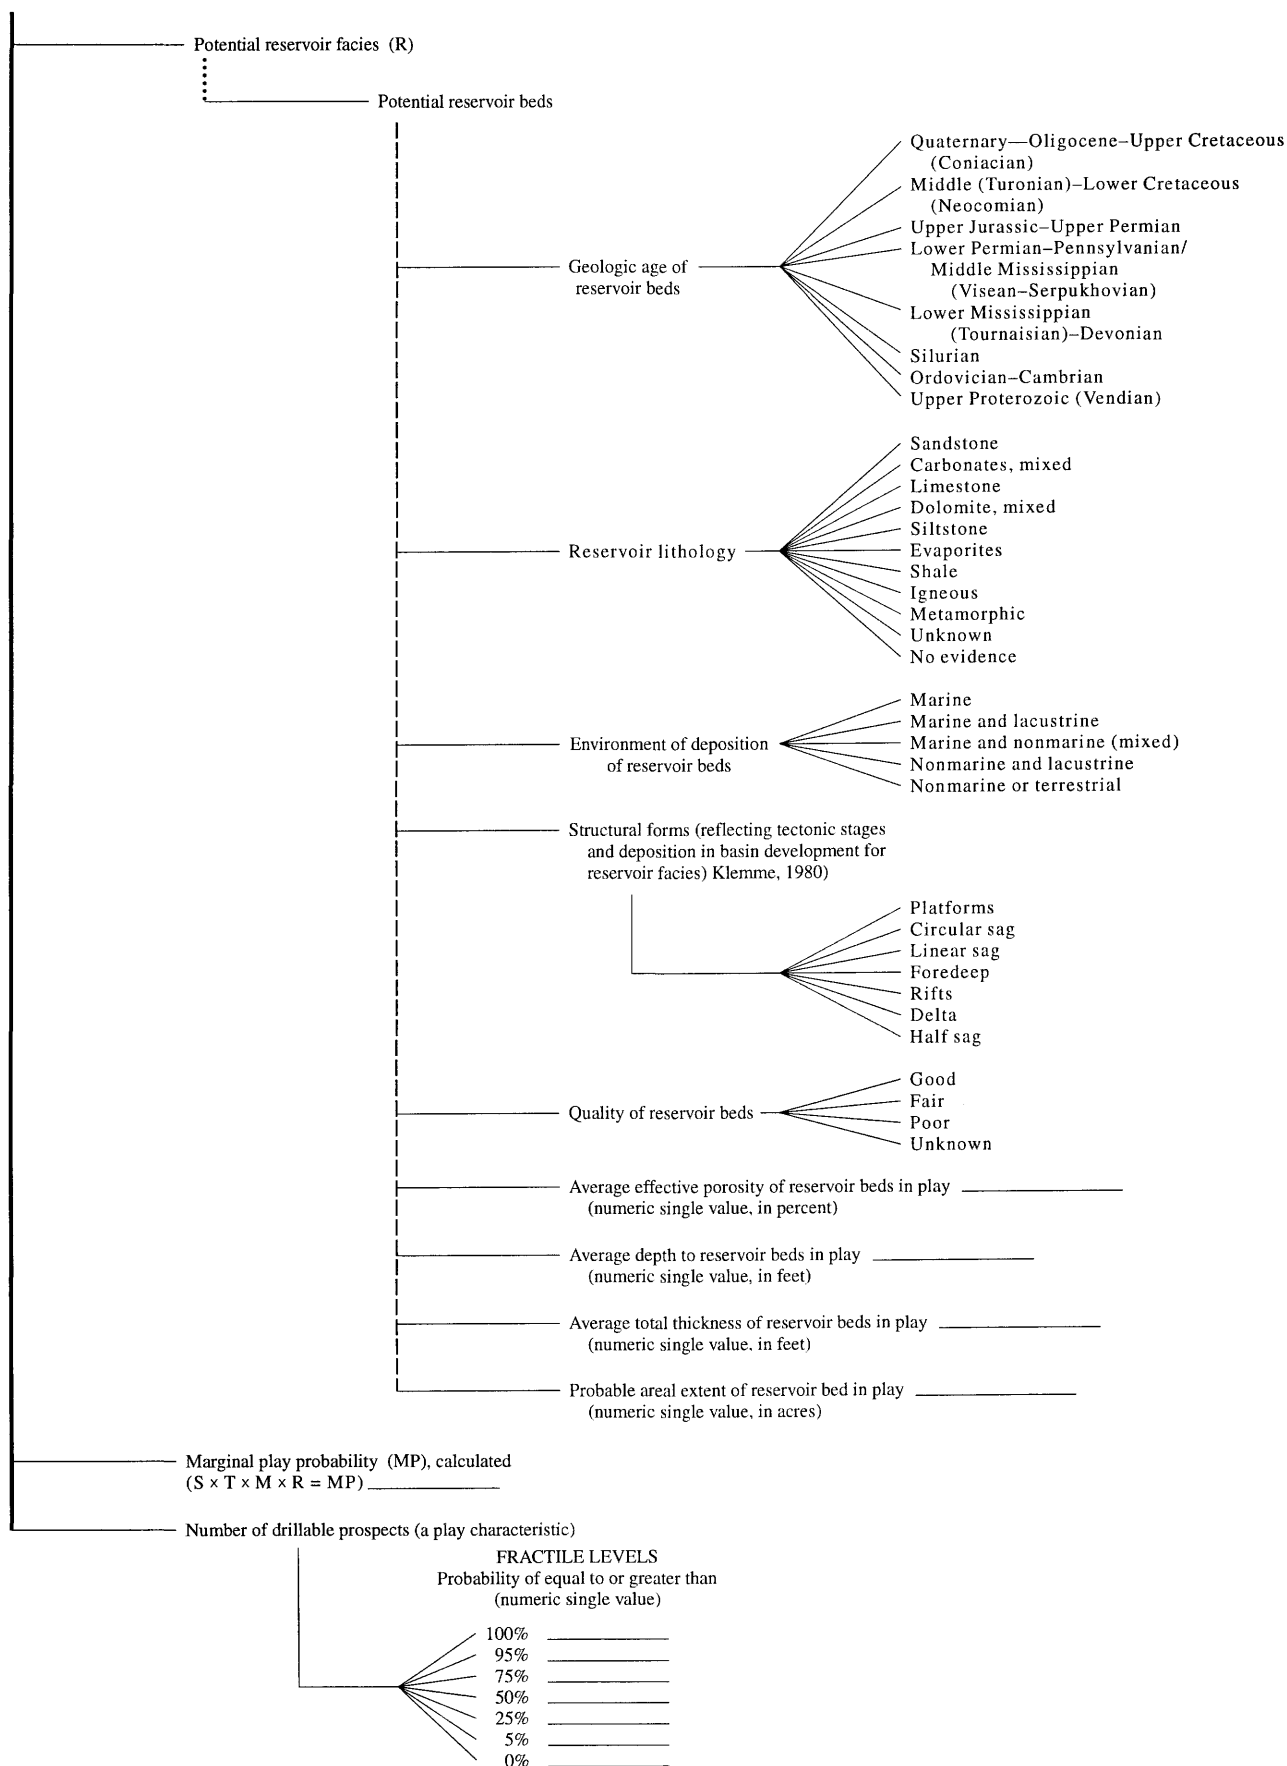 Potential reservoir facies (R)
Potential reservoir beds
Quaternary—Oligocene–Upper Cretaceous
(Coniacian)
Middle (Turonian)–Lower Cretaceous
(Neocomian)
Upper Jurassic–Upper Permian
Lower Permian–Pennsylvanian/
Middle Mississippian
(Visean–Serpukhovian)
Lower Mississippian
(Tournaisian)–Devonian
Silurian
Ordovician–Cambrian
Upper Proterozoic (Vendian)
Geologic age of
reservoir beds
Sandstone
Carbonates, mixed
Limestone
Dolomite, mixed
Siltstone
Evaporites
Shale
Igneous
Metamorphic
Unknown
No evidence
Reservoir lithology
Marine
Marine and lacustrine
Marine and nonmarine (mixed)
Nonmarine and lacustrine
Nonmarine or terrestrial
Environment of deposition
of reservoir beds
Structural forms (reflecting tectonic stages
and deposition in basin development for
reservoir facies) Klemme, 1980)
Platforms
Circular sag
Linear sag
Foredeep
Rifts
Delta
Half sag
Good
Fair
Poor
Unknown
Quality of reservoir beds
Average effective porosity of reservoir beds in play
(numeric single value, in percent)
Average depth to reservoir beds in play
(numeric single value, in feet)
Average total thickness of reservoir beds in play
(numeric single value, in feet)
Probable areal extent of reservoir bed in play
(numeric single value, in acres)
Marginal play probability (MP), calculated
(S × T × M × R = MP)
Number of drillable prospects (a play characteristic)
FRACTILE LEVELS
Probability of equal to or greater than
(numeric single value)
100%
95%
75%
50%
25%
5%
0%